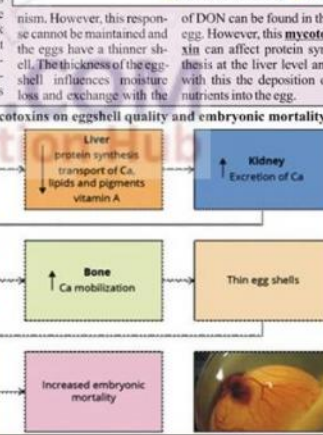 nism. However, this respon-
se cannot be maintained and
the eggs have a thinner sh-
ell. The thickness of the egg-
shell influences moisture
loss and exchange with the
of DON can be found in the
egg. However, this mycoto
xin can affect protein syn
thesis at the liver level an
with this the deposition o
nutrients into the egg.
cotoxins on eggshell quality and embryonic mortality
Liver
protein synthesis
transport of Ca,
lipids and pigments
vitamin A
Kidney
Excretion of Ca
Bone
Ca mobilization
Thin egg shells
Increased embryonic
mortality